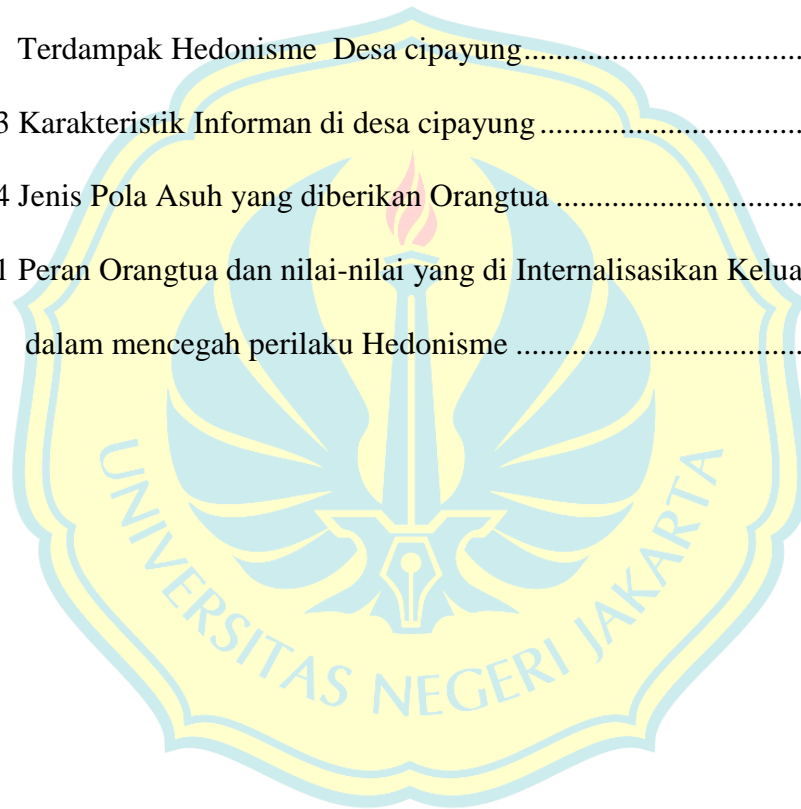 Terdampak Hedonisme Desa cipayung...................................
3 Karakteristik Informan di desa cipayung.................................
4 Jenis Pola Asuh yang diberikan Orangtua...............................
1 Peran Orangtua dan nilai-nilai yang di Internalisasikan
dalam mencegah perilaku Hedonisme....................................
UNIVERSITAS NEGERI JAKARTA